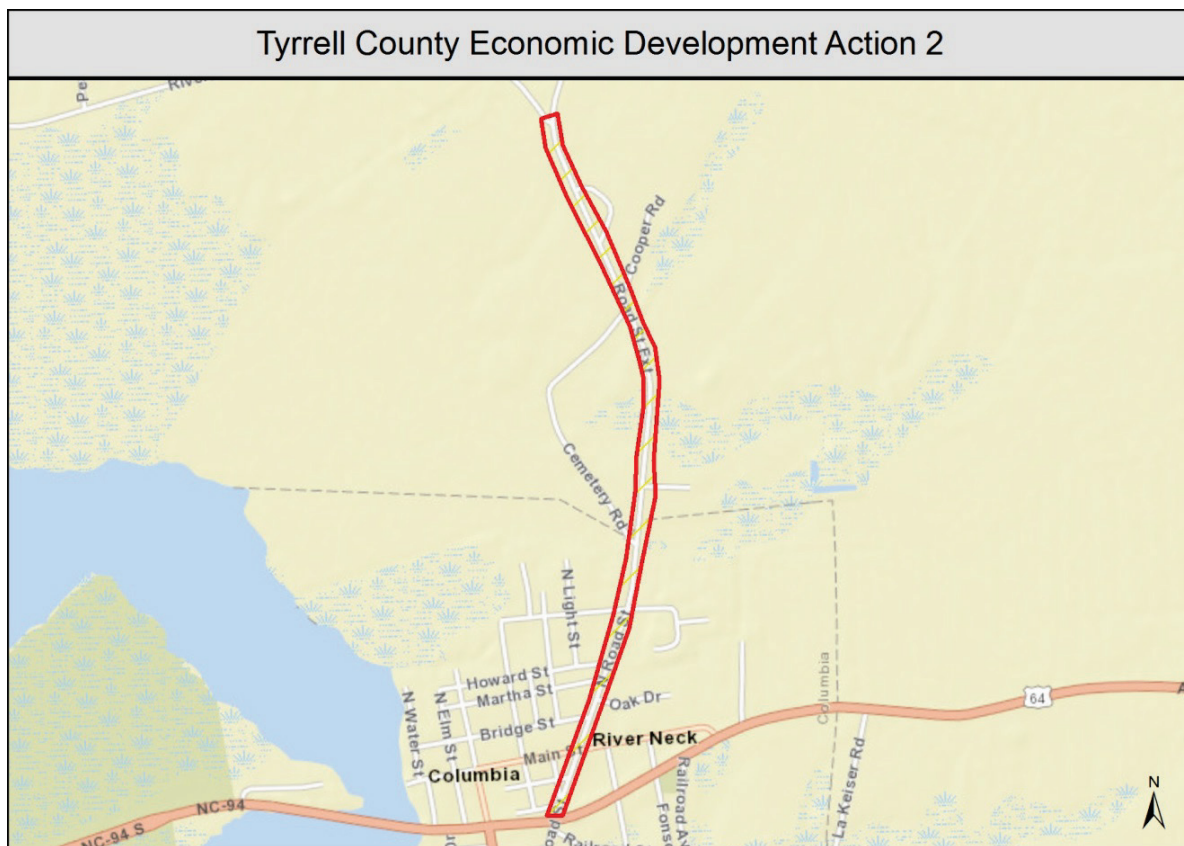 Tyrrell County Economic Development Action 2
Cooper Rd
Road St Ext
Cemetery Rd
N Light St
N Road St
Howard St
Martha St
Oak Dr
N Water St
N Elm St
Bridge St
Columbia
64
Main St
River Neck
Columbia
La Keiser Rd
NC-94
NC-94 S
N